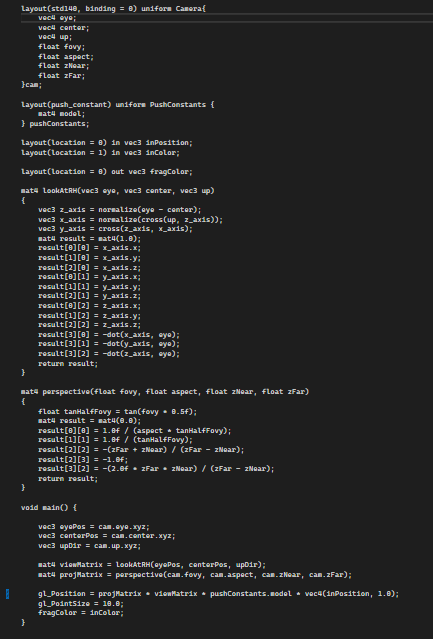 layout(std140, binding = 0) uniform Camera{
    vec4 eye;
    vec4 center;
    vec4 up;
    float fovy;
    float aspect;
    float zNear;
    float zFar;
}cam;

layout(push_constant) uniform PushConstants {
    mat4 model;
} pushConstants;

layout(location = 0) in vec3 inPosition;
layout(location = 1) in vec3 inColor;

layout(location = 0) out vec3 fragColor;

mat4 lookAtRH(vec3 eye, vec3 center, vec3 up)
{
    vec3 z_axis = normalize(eye - center);
    vec3 x_axis = normalize(cross(up, z_axis));
    vec3 y_axis = cross(z_axis, x_axis);
    mat4 result = mat4(1.0);
    result[0][0] = x_axis.x;
    result[1][0] = x_axis.y;
    result[2][0] = x_axis.z;
    result[0][1] = y_axis.x;
    result[1][1] = y_axis.y;
    result[2][1] = y_axis.z;
    result[0][2] = z_axis.x;
    result[1][2] = z_axis.y;
    result[2][2] = z_axis.z;
    result[3][0] = -dot(x_axis, eye);
    result[3][1] = -dot(y_axis, eye);
    result[3][2] = -dot(z_axis, eye);
    return result;
}

mat4 perspective(float fovy, float aspect, float zNear, float zFar)
{
    float tanHalfFovy = tan(fovy * 0.5f);
    mat4 result = mat4(0.0);
    result[0][0] = 1.0f / (aspect * tanHalfFovy);
    result[1][1] = 1.0f / (tanHalfFovy);
    result[2][2] = -(zFar + zNear) / (zFar - zNear);
    result[2][3] = -1.0f;
    result[3][2] = -(2.0f * zFar * zNear) / (zFar - zNear);
    return result;
}

void main() {

    vec3 eyePos = cam.eye.xyz;
    vec3 centerPos = cam.center.xyz;
    vec3 upDir = cam.up.xyz;

    mat4 viewMatrix = lookAtRH(eyePos, centerPos, upDir);
    mat4 projMatrix = perspective(cam.fovy, cam.aspect, cam.zNear, cam.zFar);

    gl_Position = projMatrix * viewMatrix * pushConstants.model * vec4(inPosition, 1.0);
    gl_PointSize = 10.0;
    fragColor = inColor;
}